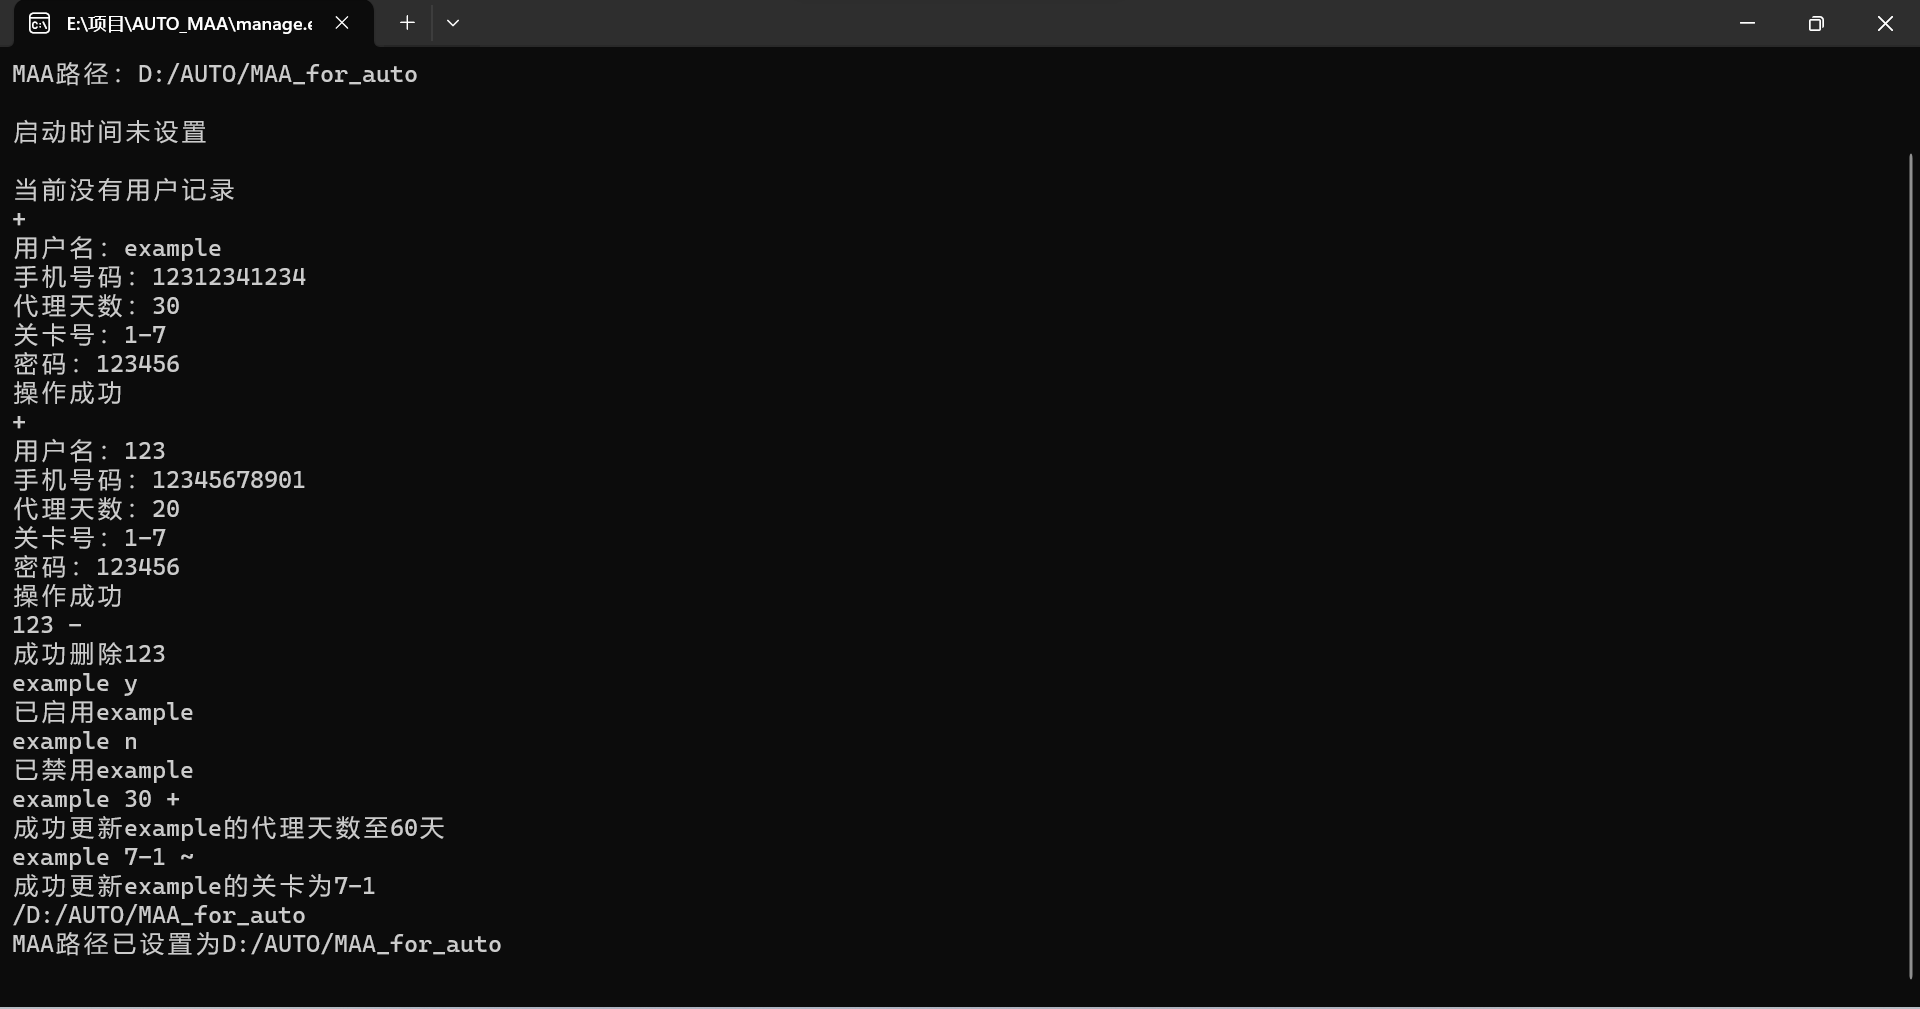 E:\项目\AUTO_MAA\manage.e
MAA路径：D:/AUTO/MAA_for_auto
启动时间未设置
当前没有用户记录
+
用户名：example
手机号码：12312341234
代理天数：30
关卡号：1-7
密码：123456
操作成功
+
用户名：123
手机号码：12345678901
代理天数：20
关卡号：1-7
密码：123456
操作成功
123 -
成功删除123
example y
已启用example
example n
已禁用example
example 30 +
成功更新example的代理天数至60天
example 7-1 ~
成功更新example的关卡为7-1
/D:/AUTO/MAA_for_auto
MAA路径已设置为D:/AUTO/MAA_for_auto